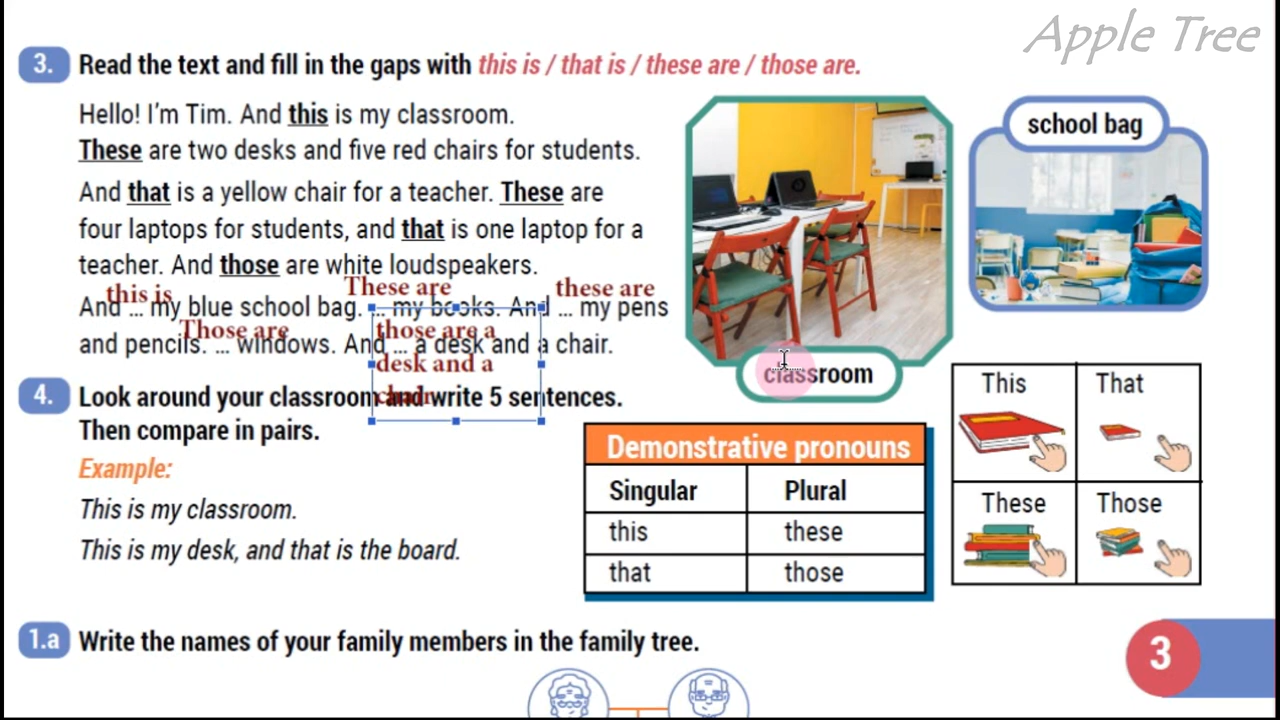 Apple Tree
3. Read the text and fill in the gaps with this is / that is / these are / those are.
Hello! I'm Tim. And this is my classroom.
These are two desks and five red chairs for students.
And that is a yellow chair for a teacher. These are
four laptops for students, and that is one laptop for a
teacher. And those are white loudspeakers.
this is These are these are
And ... my blue school bag. ... my books. And ... my pens
Those are those are a
and pencils. ... windows. And ... a desk and a chair.
desk and a
chair
4. Look around your classroom and write 5 sentences.
Then compare in pairs.
Example:
This is my classroom.
This is my desk, and that is the board.
classroom
school bag
Demonstrative pronouns
Singular Plural
this these
that those
This That
These Those
1.a Write the names of your family members in the family tree.
3